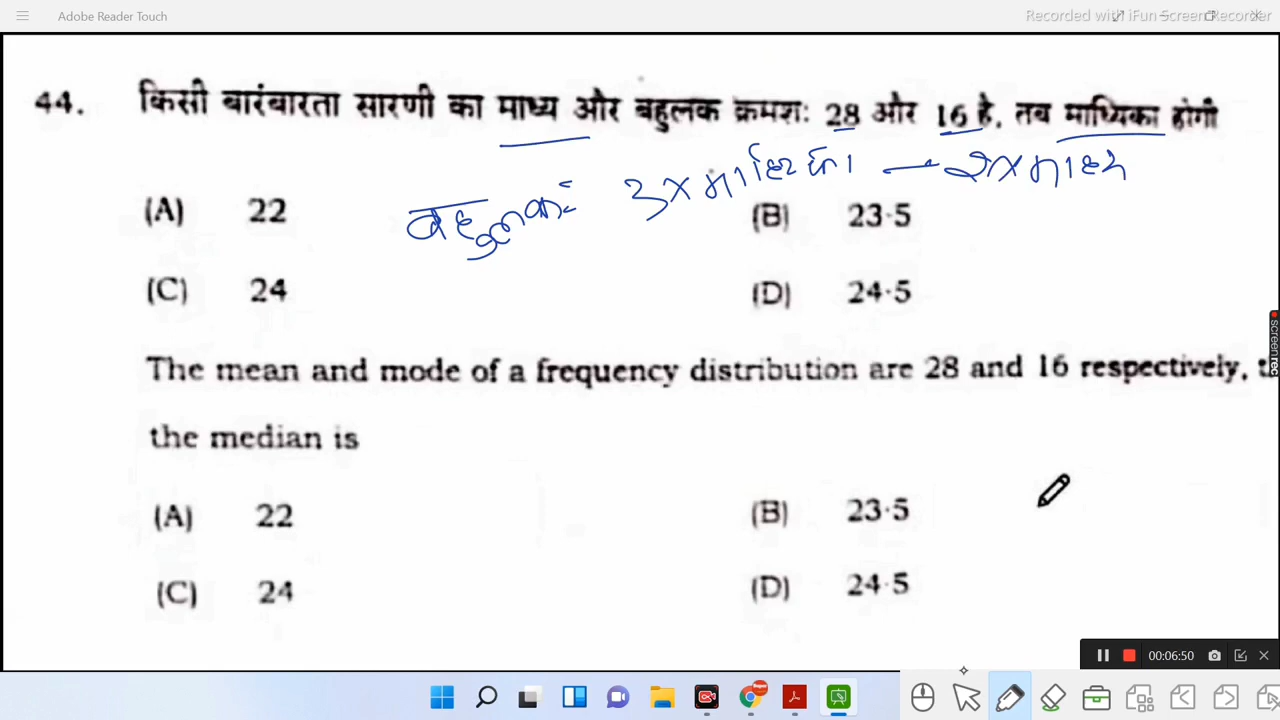 Adobe Reader Touch
Recorded with iFun Screen Recorder
44. किसी बारंबारता सारणी का माध्य और बहुलक क्रमशः 28 और 16 है, तब माध्यिका होगी
बहुलक = 3 x माध्यिका - 2 x माध्य
(A) 22 (B) 23·5
(C) 24 (D) 24·5
The mean and mode of a frequency distribution are 28 and 16 respectively,
the median is
(A) 22 (B) 23·5
(C) 24 (D) 24·5
screenrec
00:06:50